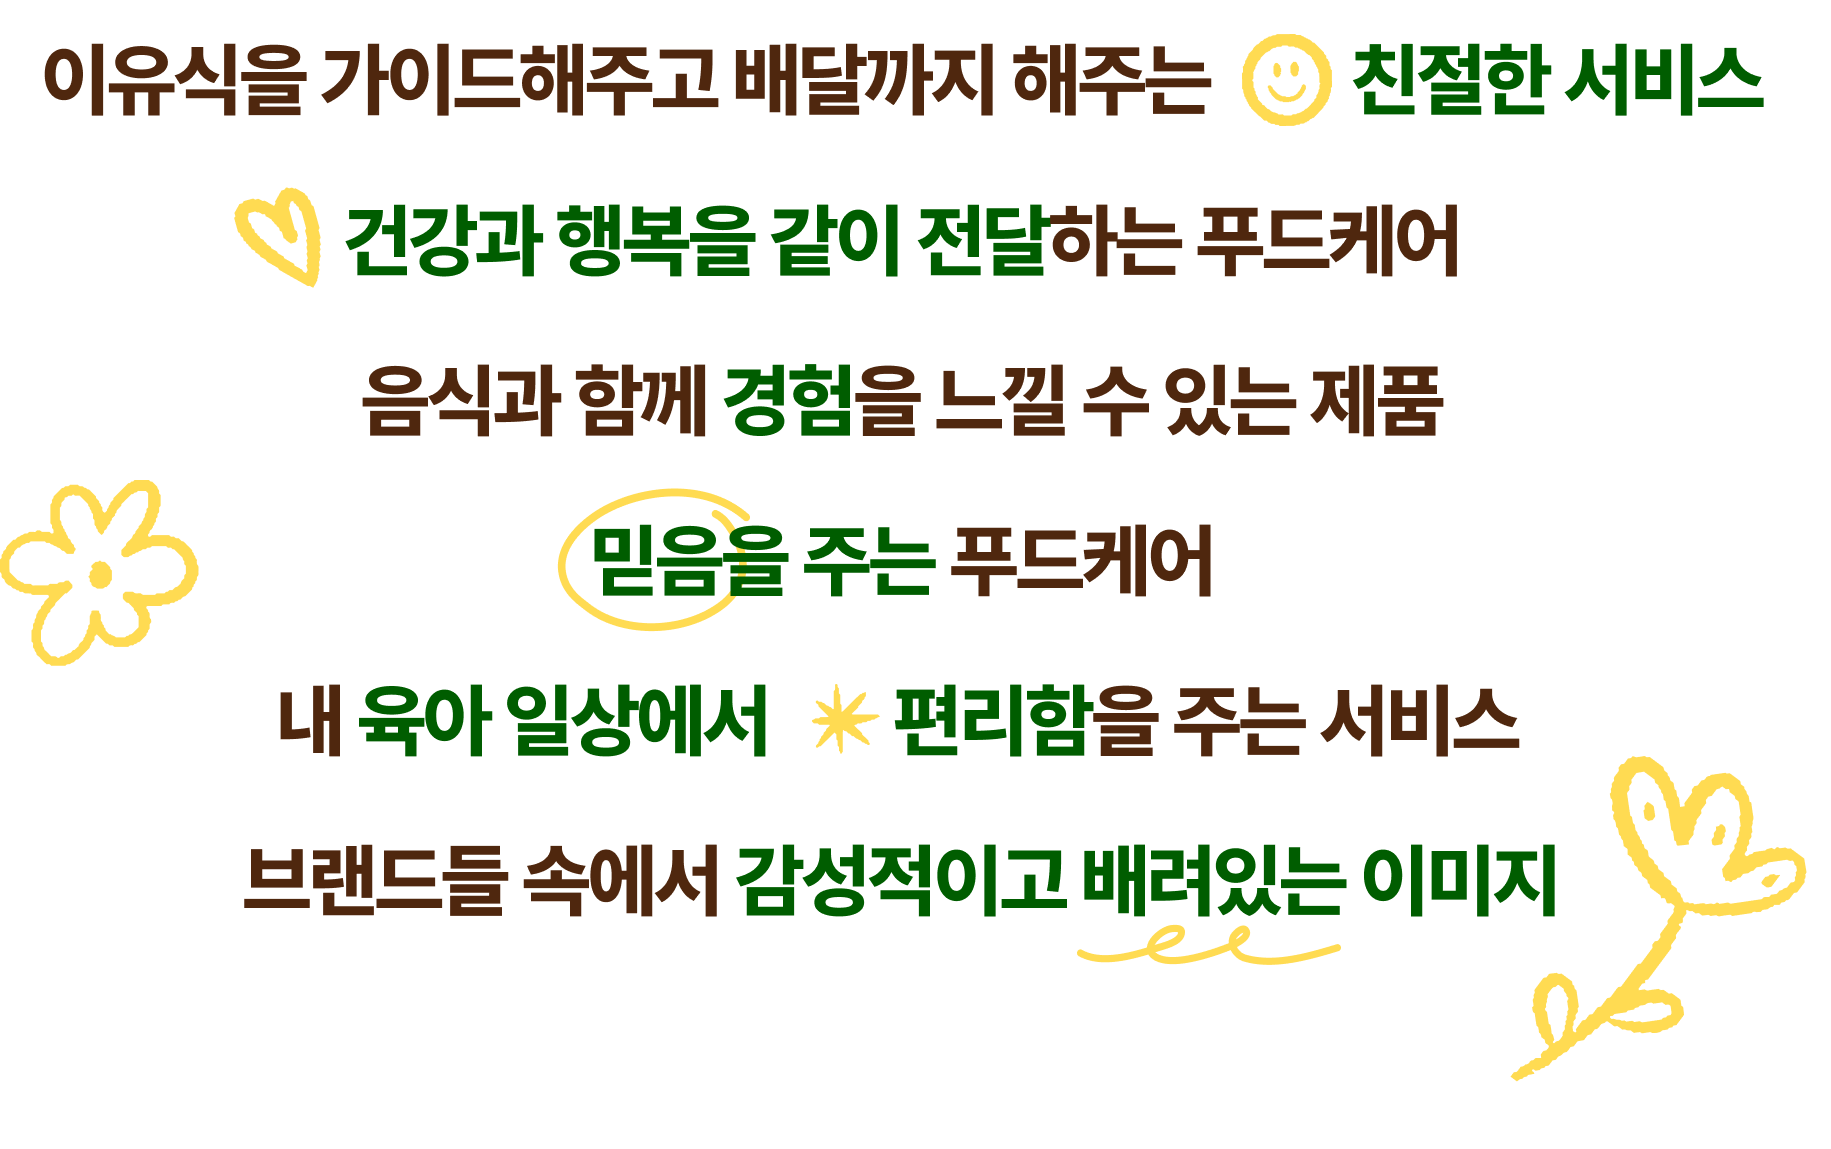 이유식을 가이드해주고 배달까지 해주는 친절한 서비스
건강과 행복을 같이 전달하는 푸드케어
음식과 함께 경험을 느낄 수 있는 제품
믿음을 주는 푸드케어
내 육아 일상에서 편리함을 주는 서비스
브랜드들 속에서 감성적이고 배려있는 이미지